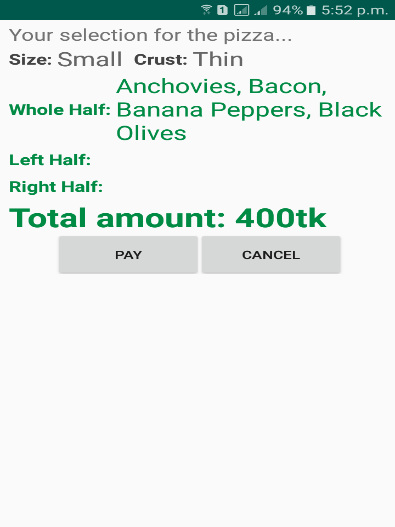 94% 5:52 p.m.
Your selection for the pizza...
Size: Small Crust: Thin
Anchovies, Bacon,
Whole Half: Banana Peppers, Black
Olives
Left Half:
Right Half:
Total amount: 400tk
PAY CANCEL